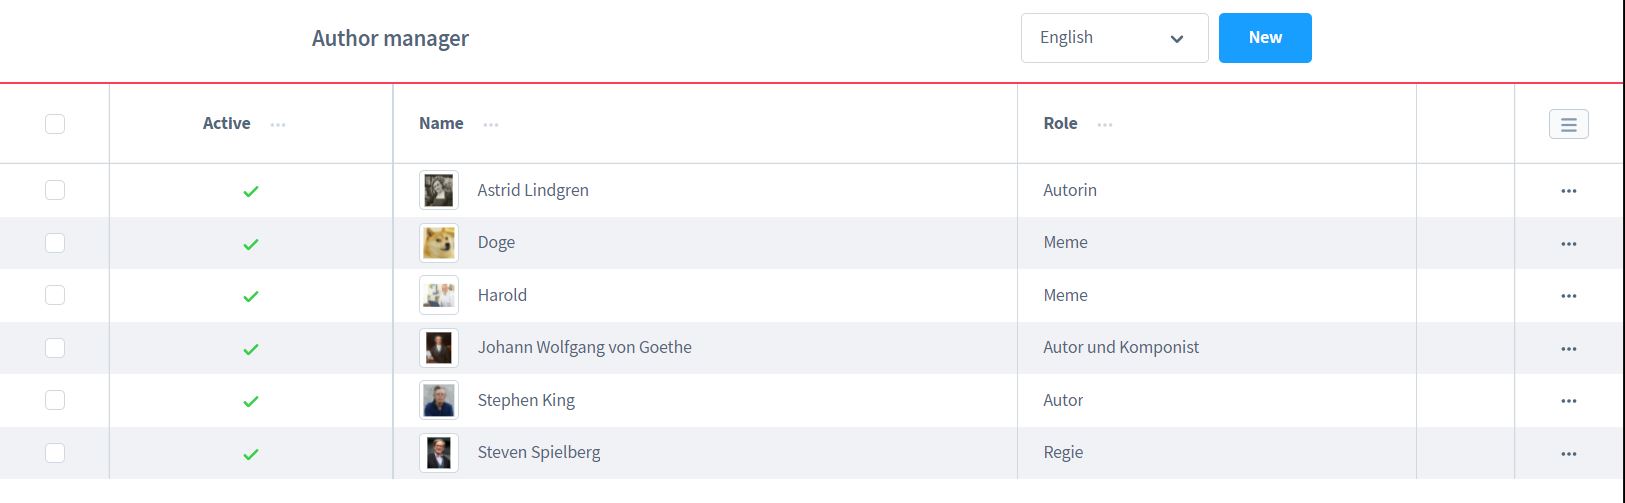 Author manager
English
New
Active
Name
Role
Astrid Lindgren
Autorin
Doge
Meme
Harold
Meme
Johann Wolfgang von Goethe
Autor und Komponist
Stephen King
Autor
Steven Spielberg
Regie